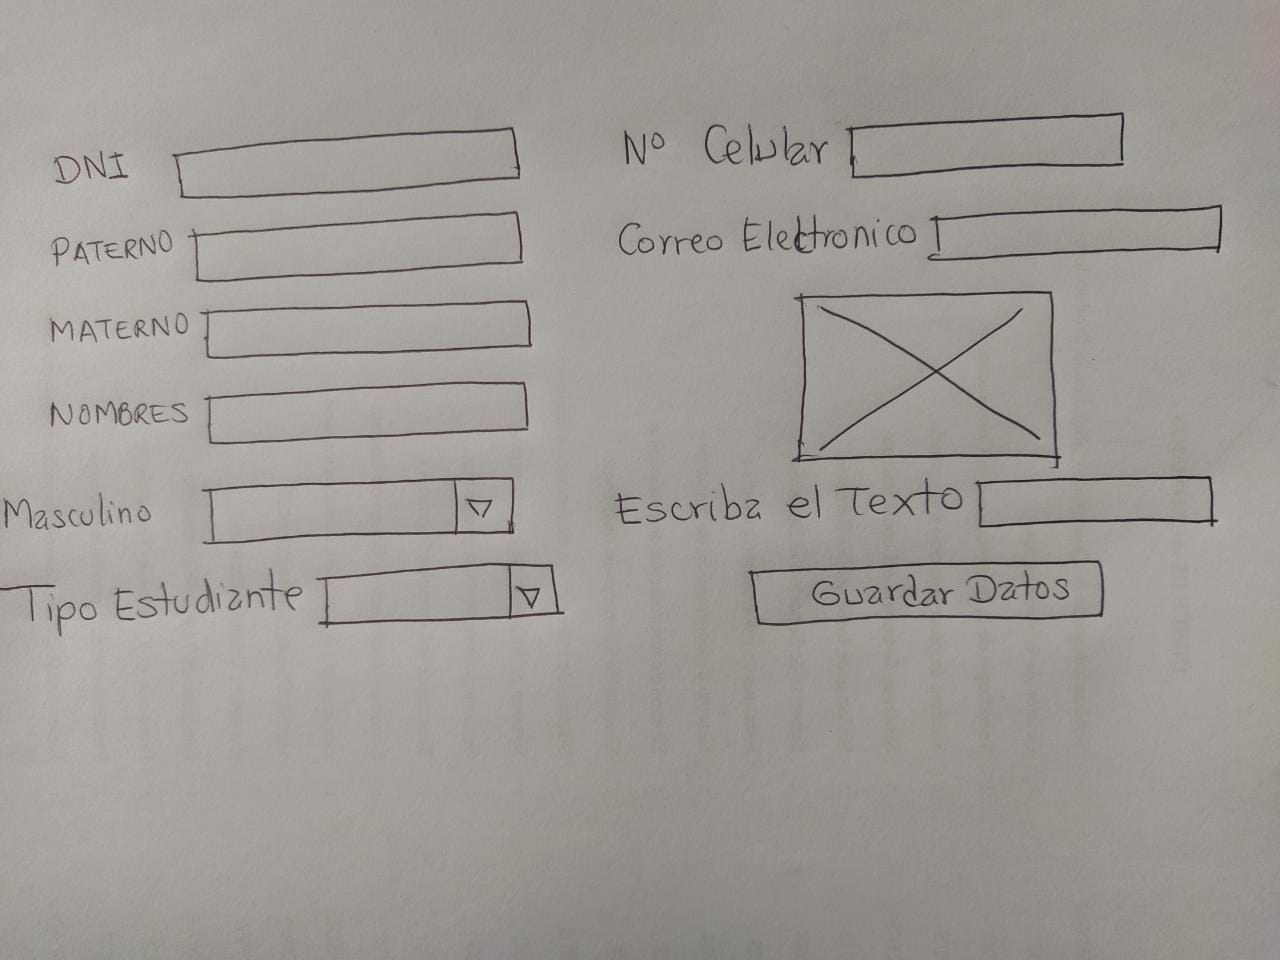 DNI
PATERNO
MATERNO
NOMBRES
Masculino
Tipo Estudiante
Nº Celular
Correo Electronico
Escriba el Texto
Guardar Datos